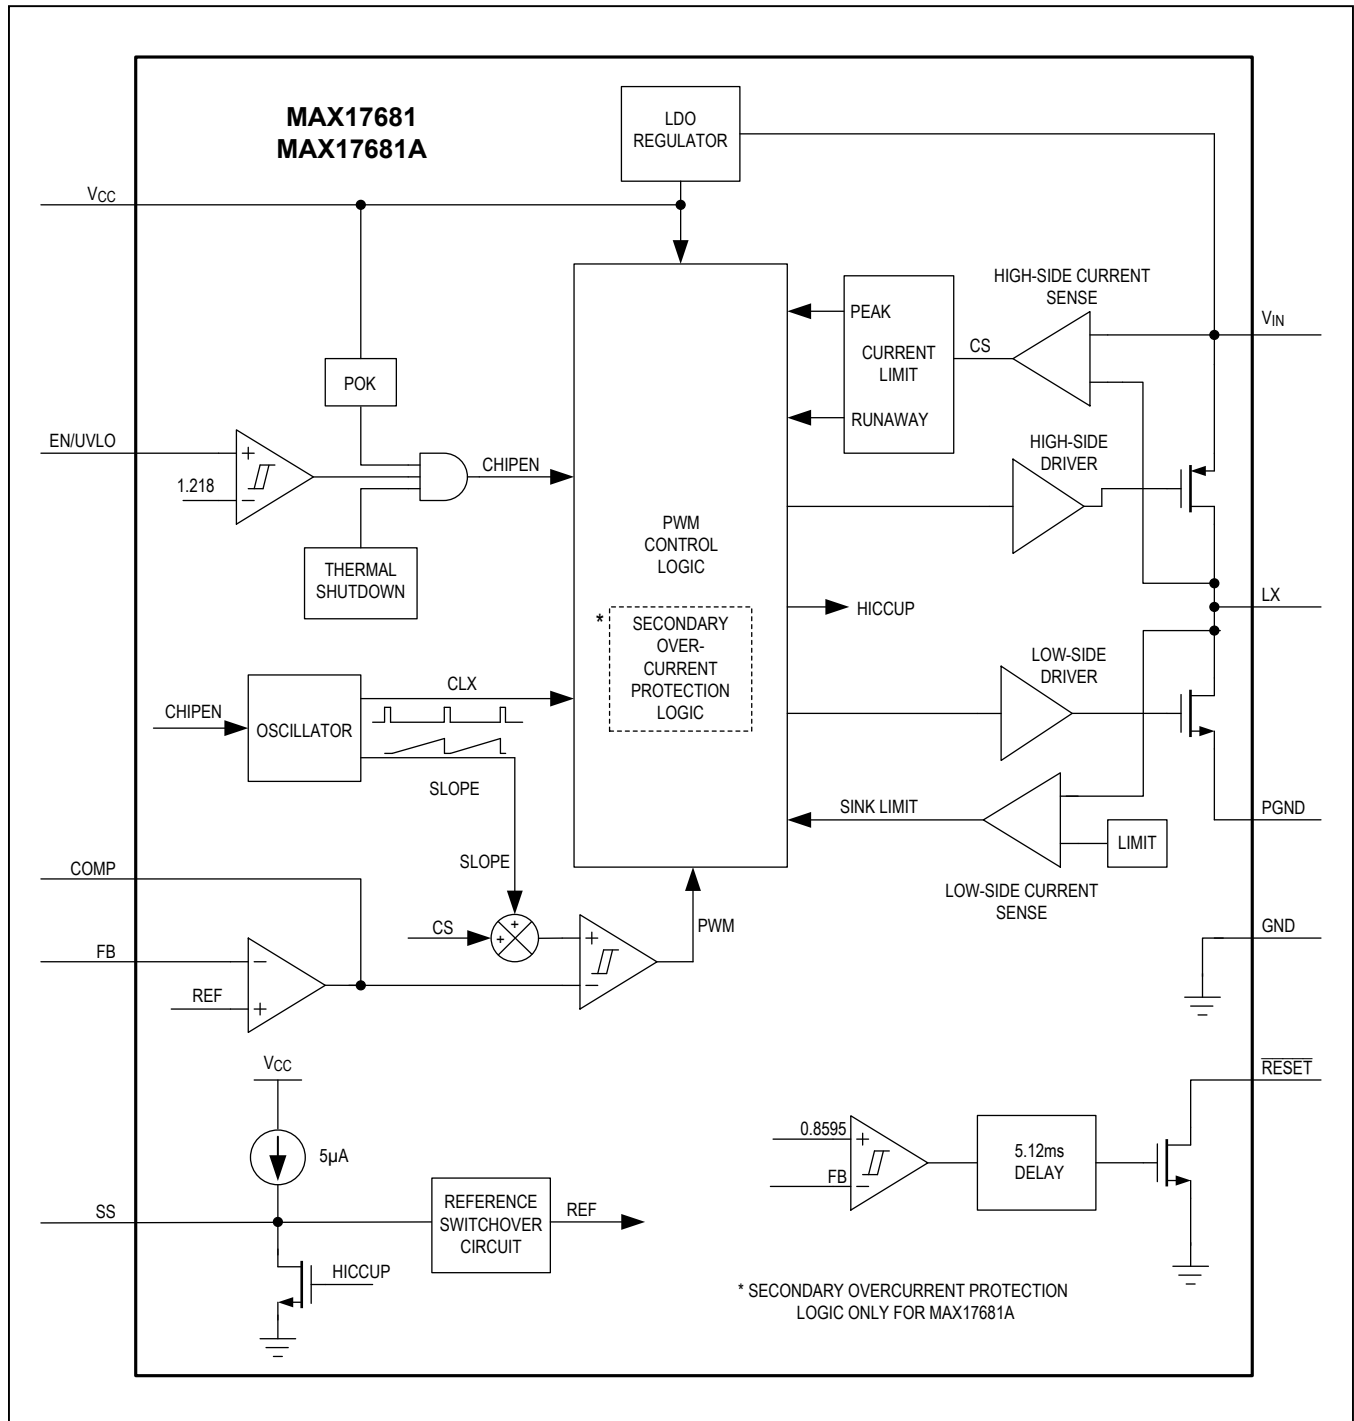 MAX17681
MAX17681A
LDO
REGULATOR
VCC
HIGH-SIDE CURRENT
SENSE
PEAK
CURRENT
LIMIT
RUNAWAY
CS
VIN
POK
EN/UVLO
+
1.218
−
CHIPEN
HIGH-SIDE
DRIVER
THERMAL
SHUTDOWN
PWM
CONTROL
LOGIC
HICCUP
LX
*
SECONDARY
OVER-
CURRENT
PROTECTION
LOGIC
LOW-SIDE
DRIVER
CHIPEN
OSCILLATOR
CLX
SLOPE
SINK LIMIT
LIMIT
PGND
LOW-SIDE CURRENT
SENSE
COMP
SLOPE
CS
+
+
+
−
PWM
FB
−
REF
+
GND
VCC
5µA
SS
REFERENCE
SWITCHOVER
CIRCUIT
REF
HICCUP
RESET
0.8595
+
FB
−
5.12ms
DELAY
* SECONDARY OVERCURRENT PROTECTION
LOGIC ONLY FOR MAX17681A